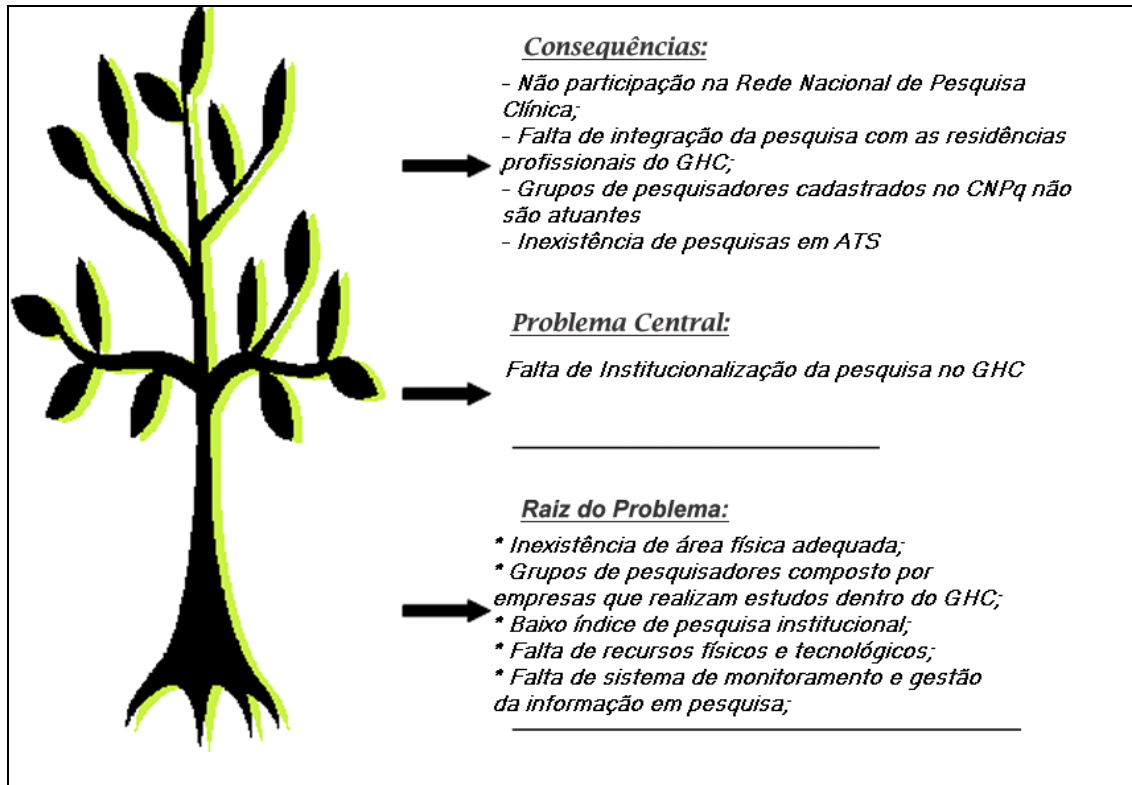 Consequências:
- Não participação na Rede Nacional de Pesquisa
Clínica;
- Falta de integração da pesquisa com as residências
profissionais do GHC;
- Grupos de pesquisadores cadastrados no CNPq não
são atuantes
- Inexistência de pesquisas em ATS
Problema Central:
Falta de Institucionalização da pesquisa no GHC
Raiz do Problema:
* Inexistência de área física adequada;
* Grupos de pesquisadores composto por
empresas que realizam estudos dentro do GHC;
* Baixo índice de pesquisa institucional;
* Falta de recursos físicos e tecnológicos;
* Falta de sistema de monitoramento e gestão
da informação em pesquisa;